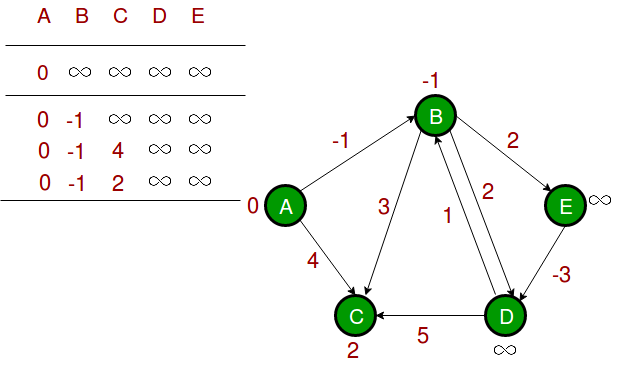 A B C D E
0 ∞ ∞ ∞ ∞
0 -1 ∞ ∞ ∞
0 -1 4 ∞ ∞
0 -1 2 ∞ ∞
-1
B
-1
2
3
2
1
0
A
E
∞
4
-3
C
5
D
2
∞